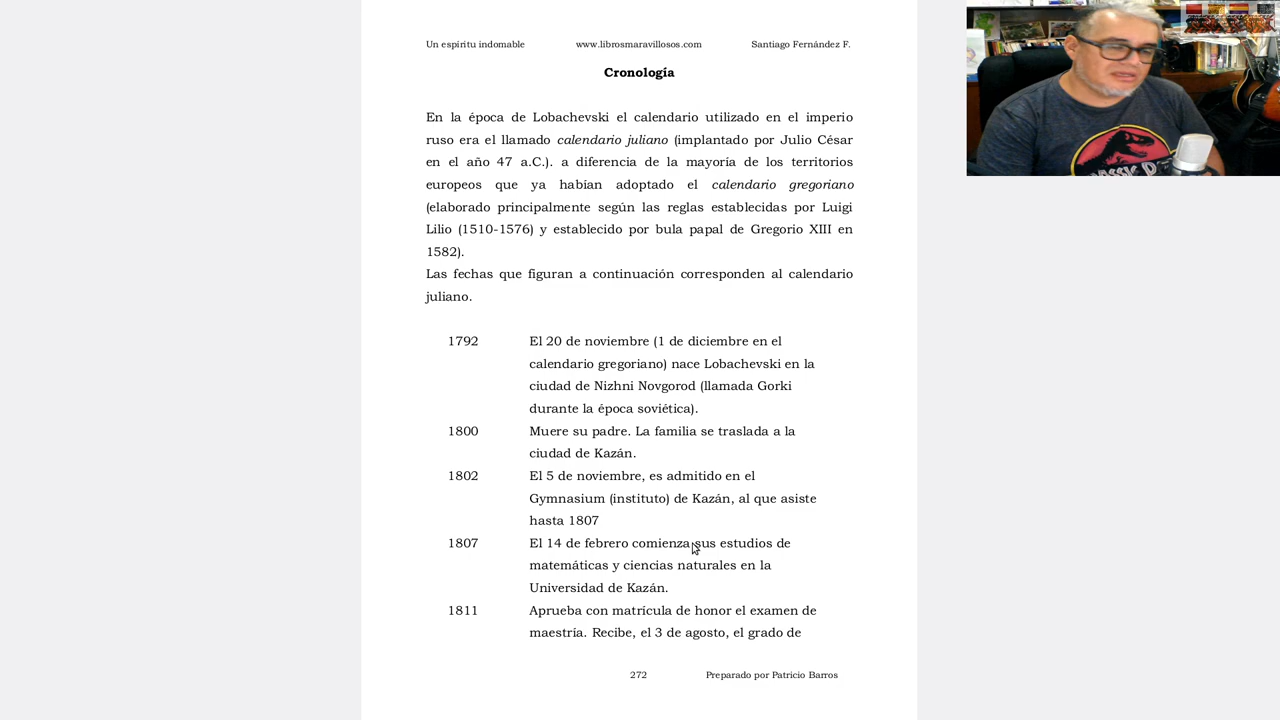 Un espíritu indomable www.librosmaravillosos.com Santiago Fernández F.
Cronología
En la época de Lobachevski el calendario utilizado en el imperio
ruso era el llamado calendario juliano (implantado por Julio César
en el año 47 a.C.). a diferencia de la mayoría de los territorios
europeos que ya habían adoptado el calendario gregoriano
(elaborado principalmente según las reglas establecidas por Luigi
Lilio (1510-1576) y establecido por bula papal de Gregorio XIII en
1582).
Las fechas que figuran a continuación corresponden al calendario
juliano.
1792 El 20 de noviembre (1 de diciembre en el
calendario gregoriano) nace Lobachevski en la
ciudad de Nizhni Novgorod (llamada Gorki
durante la época soviética).
1800 Muere su padre. La familia se traslada a la
ciudad de Kazán.
1802 El 5 de noviembre, es admitido en el
Gymnasium (instituto) de Kazán, al que asiste
hasta 1807
1807 El 14 de febrero comienza sus estudios de
matemáticas y ciencias naturales en la
Universidad de Kazán.
1811 Aprueba con matrícula de honor el examen de
maestría. Recibe, el 3 de agosto, el grado de
272 Preparado por Patricio Barros